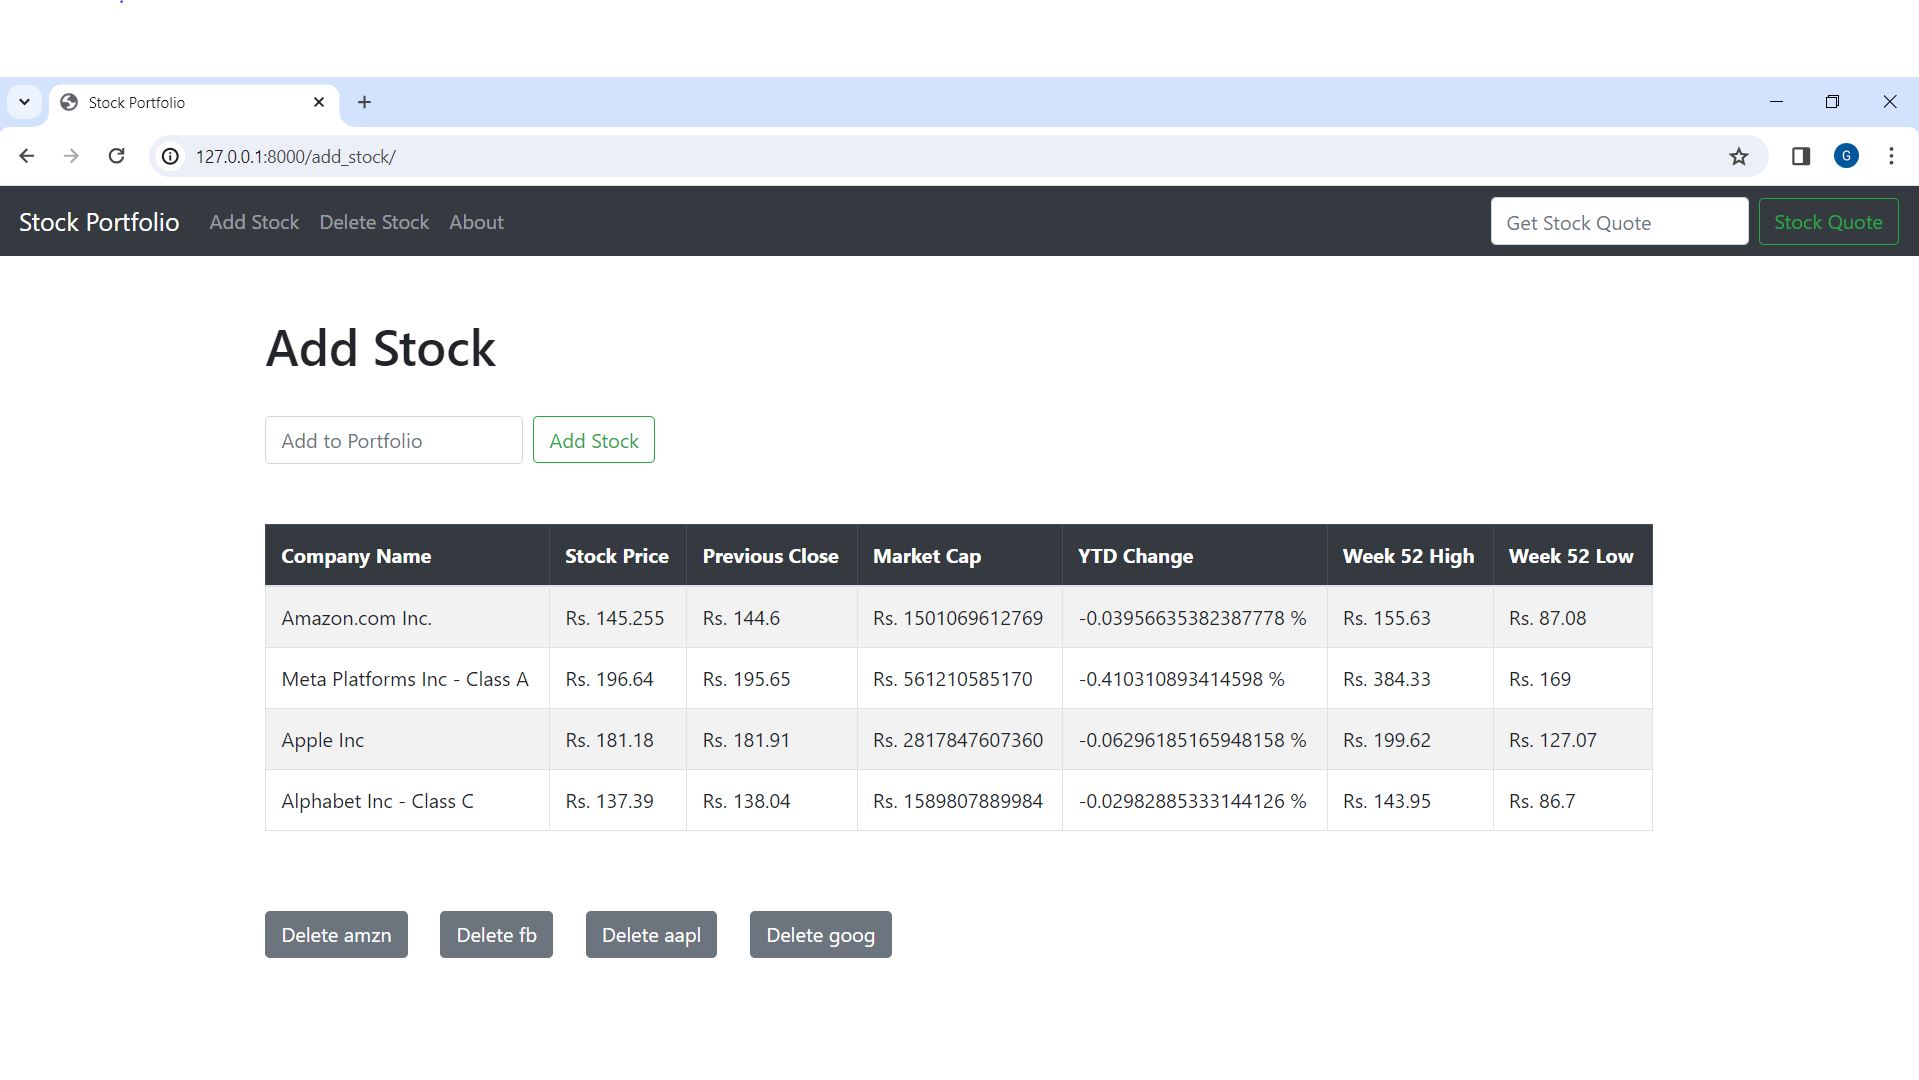 Stock Portfolio
127.0.0.1:8000/add_stock/
G
Stock Portfolio Add Stock Delete Stock About Get Stock Quote Stock Quote
Add Stock
Add to Portfolio Add Stock
Company Name Stock Price Previous Close Market Cap YTD Change Week 52 High Week 52 Low
Amazon.com Inc. Rs. 145.255 Rs. 144.6 Rs. 1501069612769 -0.03956635382387778 % Rs. 155.63 Rs. 87.08
Meta Platforms Inc - Class A Rs. 196.64 Rs. 195.65 Rs. 561210585170 -0.410310893414598 % Rs. 384.33 Rs. 169
Apple Inc Rs. 181.18 Rs. 181.91 Rs. 2817847607360 -0.06296185165948158 % Rs. 199.62 Rs. 127.07
Alphabet Inc - Class C Rs. 137.39 Rs. 138.04 Rs. 1589807889984 -0.02982885333144126 % Rs. 143.95 Rs. 86.7
Delete amzn Delete fb Delete aapl Delete goog